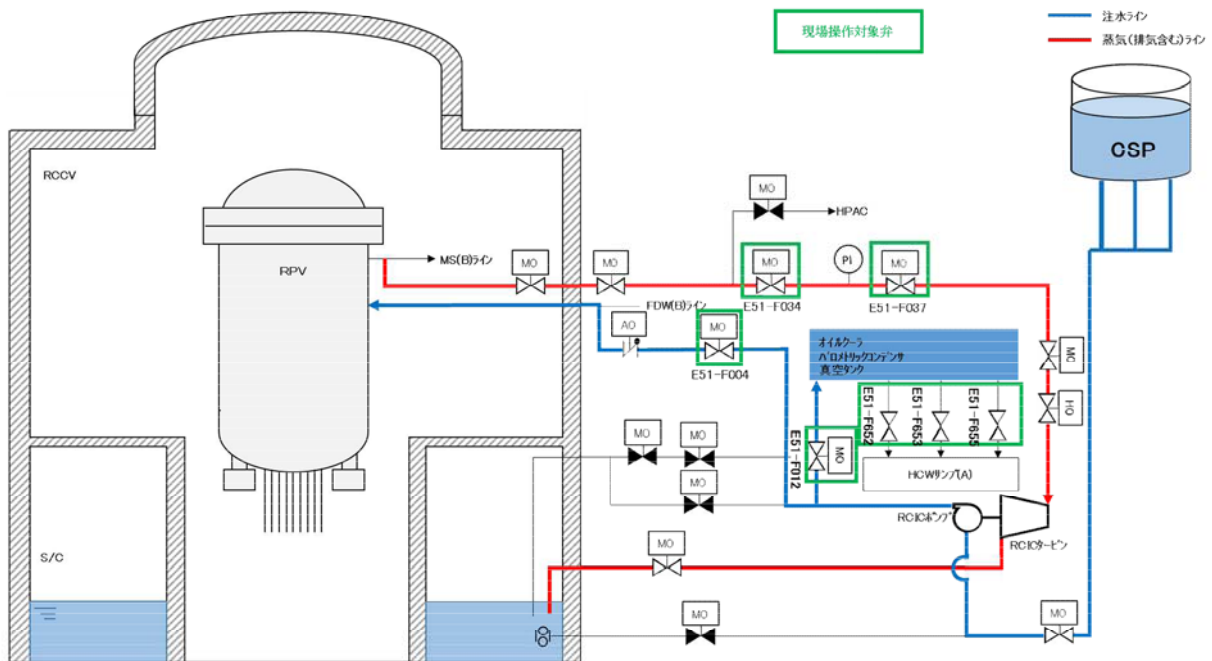 現場操作対象弁
注水ライン
蒸気(排気含む)ライン
CSP
RCCV
MO
HPAC
RPV
MS(B)ライン
MO
MO
MO
PI
MO
E51-F034
E51-F037
FDW(B)ライン
AO
MO
E51-F004
オイルクーラ
バロメトリックコンデンサ
真空タンク
MO
HO
E51-F652
E51-F653
E51-F655
MO
MO
E51-F012
MO
HCWサンプ(A)
MO
RCICポンプ
RCICタービン
S/C
MO
MO
MO